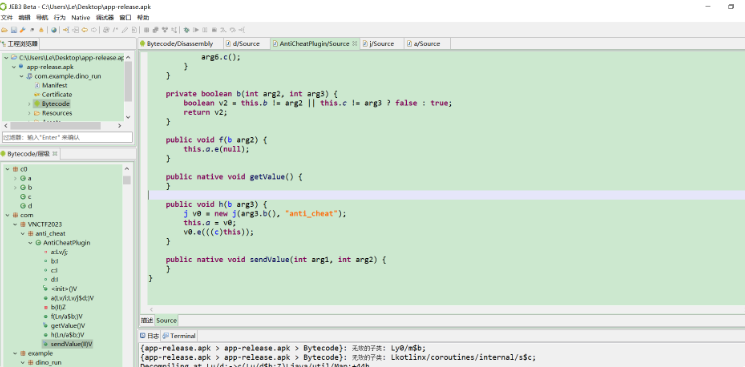 JEB3 Beta - C:\Users\Le\Desktop\app-release.apk
文件 编辑 导航 行为 Native 调试器 窗口 帮助
工程浏览器
C:\Users\Le\Desktop\app-release.ap
app-release.apk
com.example.dino_run
Manifest
Certificate
Bytecode
Resources
过滤器: 输入"Enter" 来确认
Bytecode/层级
c0
a
b
c
d
com
VNCTF2023
anti_cheat
AntiCheatPlugin
a:Lv/j;
b:I
c:I
d:I
<init>()V
a(Lv/i;Lv/j$d;)V
b(II)Z
f(Ln/a$b;)V
getValue()V
h(Ln/a$b;)V
sendValue(II)V
example
dino_run
Bytecode/Disassembly
d/Source
AntiCheatPlugin/Source
j/Source
a/Source
arg6.c();
}
}
private boolean b(int arg2, int arg3) {
boolean v2 = this.b != arg2 || this.c != arg3 ? false : true;
return v2;
}
public void f(b arg2) {
this.a.e(null);
}
public native void getValue() {
}
public void h(b arg3) {
j v0 = new j(arg3.b(), "anti_cheat");
this.a = v0;
v0.e(((c)this));
}
public native void sendValue(int arg1, int arg2) {
}
}
描述 Source
日志 Terminal
{app-release.apk > app-release.apk > Bytecode}: 无效的子类: Ly0/m$b;
{app-release.apk > app-release.apk > Bytecode}: 无效的子类: Lkotlinx/coroutines/internal/s$c;